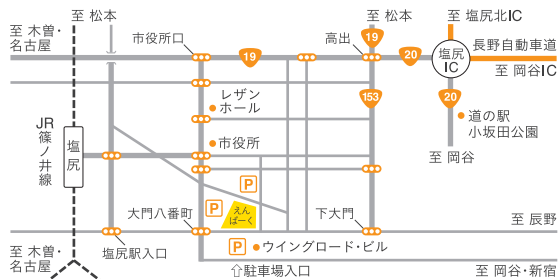 至 木曽・
名古屋
至 松本
市役所口
19
至 松本
19
高出
20
至 塩尻北IC
塩尻
IC
長野自動車道
至 岡谷IC
レザン
ホール
153
20
道の駅
小坂田公園
至 岡谷
JR
篠ノ井線
塩尻
市役所
P
P
えん
ぱーく
大門八番町
下大門
至 辰野
至 木曽・
名古屋
塩尻駅入口
P
ウイングロード・ビル
⇧駐車場入口
至 岡谷・新宿